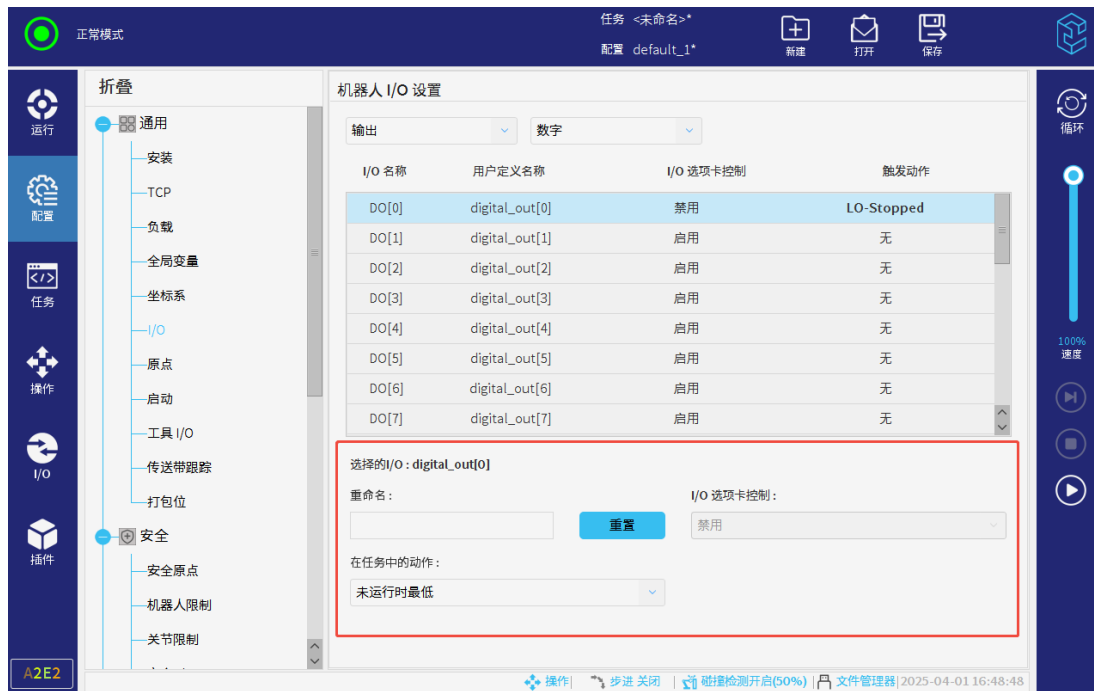 正常模式
任务 <未命名>*
配置 default_1*
新建
打开
保存
运行
配置
任务
操作
I/O
插件
A2E2
折叠
通用
安装
TCP
负载
全局变量
坐标系
I/O
原点
启动
工具 I/O
传送带跟踪
打包位
安全
安全原点
机器人限制
关节限制
机器人 I/O 设置
输出 数字
I/O 名称 用户定义名称 I/O 选项卡控制 触发动作
DO[0] digital_out[0] 禁用 LO-Stopped
DO[1] digital_out[1] 启用 无
DO[2] digital_out[2] 启用 无
DO[3] digital_out[3] 启用 无
DO[4] digital_out[4] 启用 无
DO[5] digital_out[5] 启用 无
DO[6] digital_out[6] 启用 无
DO[7] digital_out[7] 启用 无
选择的I/O : digital_out[0]
重命名 : I/O 选项卡控制 :
重置 禁用
在任务中的动作 :
未运行时最低
操作| 步进 关闭 | 碰撞检测开启(50%) | 文件管理器|2025-04-01 16:48:48
循环
100%
速度